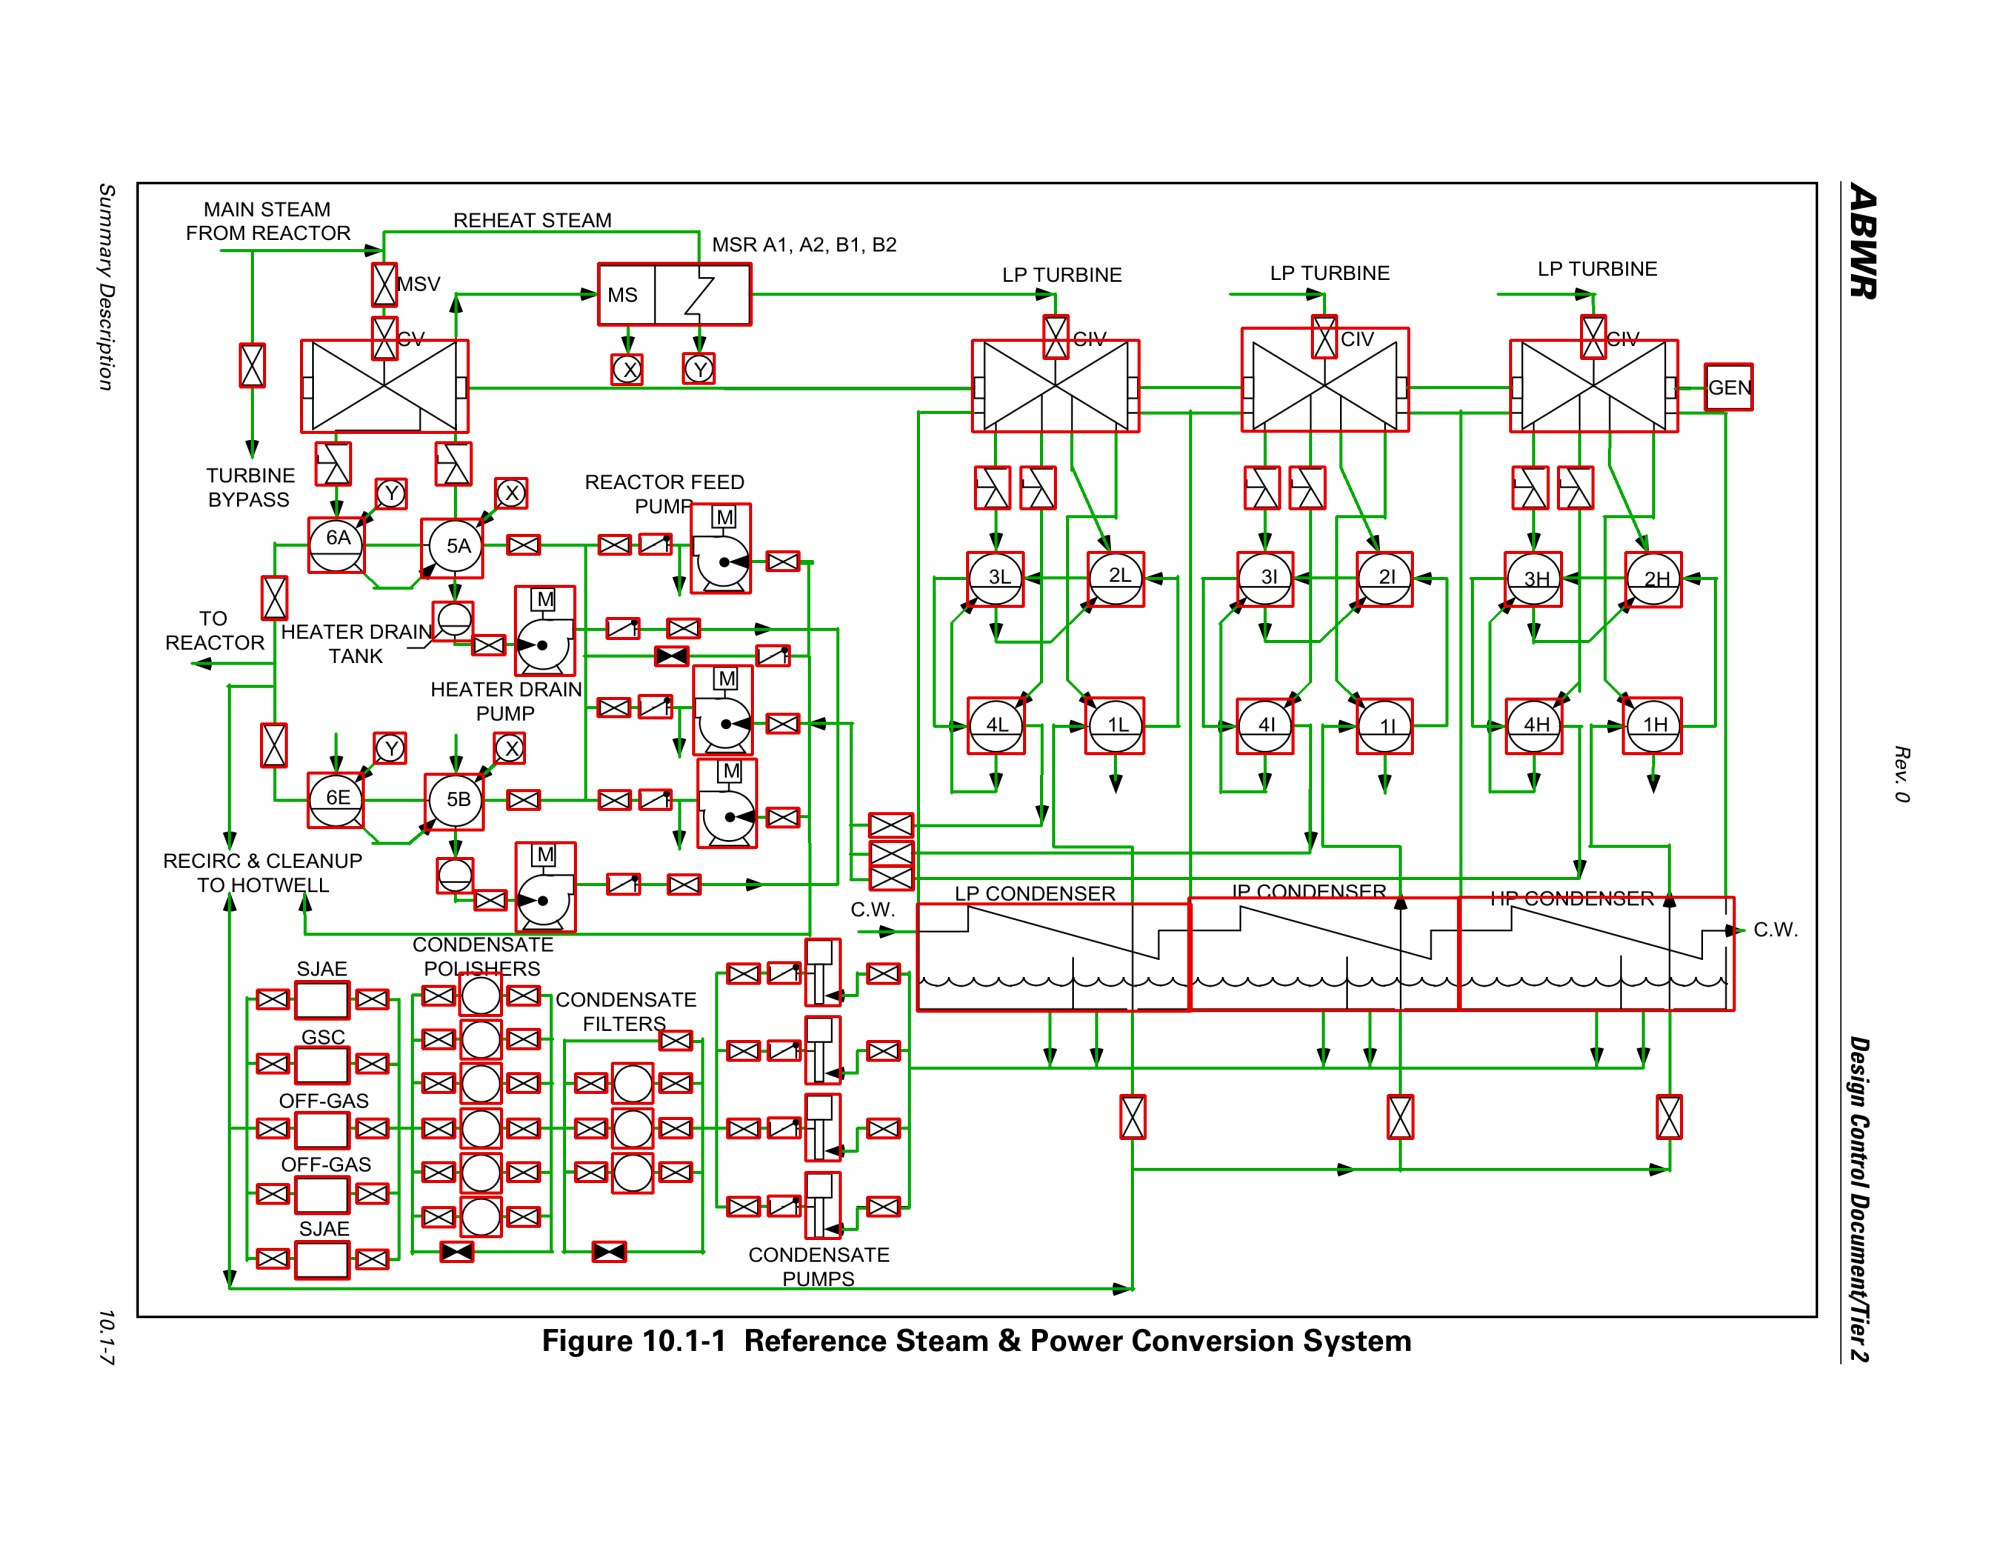 ABWR
Rev. 0
Design Control Document/Tier 2
Summary Description
10.1-7
MAIN STEAM
FROM REACTOR
REHEAT STEAM
MSR A1, A2, B1, B2
MSV
MS
CV
X
Y
LP TURBINE
LP TURBINE
LP TURBINE
CIV
CIV
CIV
GEN
TURBINE
BYPASS
Y
X
6A
5A
REACTOR FEED
PUMP
M
M
HEATER DRAIN
TANK
TO
REACTOR
HEATER DRAIN
PUMP
M
M
Y
X
6E
5B
M
RECIRC & CLEANUP
TO HOTWELL
3L
2L
3I
2I
3H
2H
4L
1L
4I
1I
4H
1H
LP CONDENSER
IP CONDENSER
HP CONDENSER
C.W.
C.W.
CONDENSATE
POLISHERS
CONDENSATE
FILTERS
SJAE
GSC
OFF-GAS
OFF-GAS
SJAE
CONDENSATE
PUMPS
Figure 10.1-1 Reference Steam & Power Conversion System